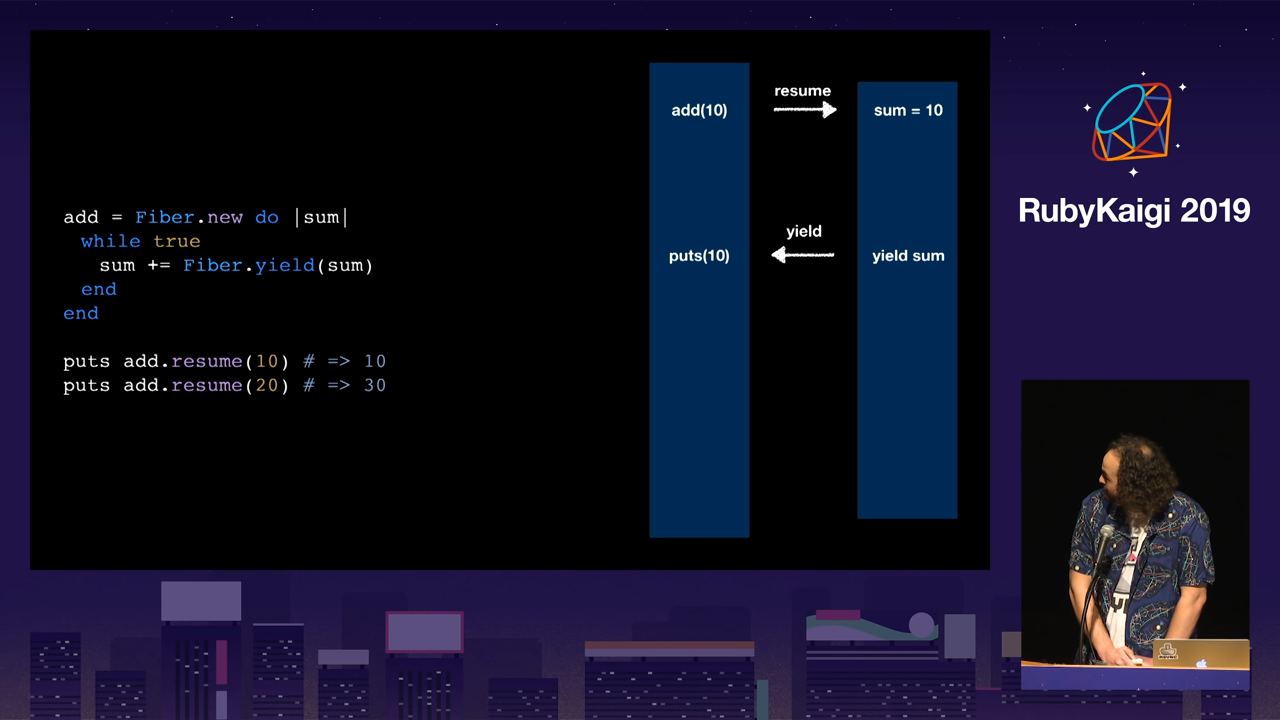 add = Fiber.new do |sum|
while true
sum += Fiber.yield(sum)
end
end
puts add.resume(10) # => 10
puts add.resume(20) # => 30
add(10)
resume
sum = 10
puts(10)
yield
yield sum
RubyKaigi 2019